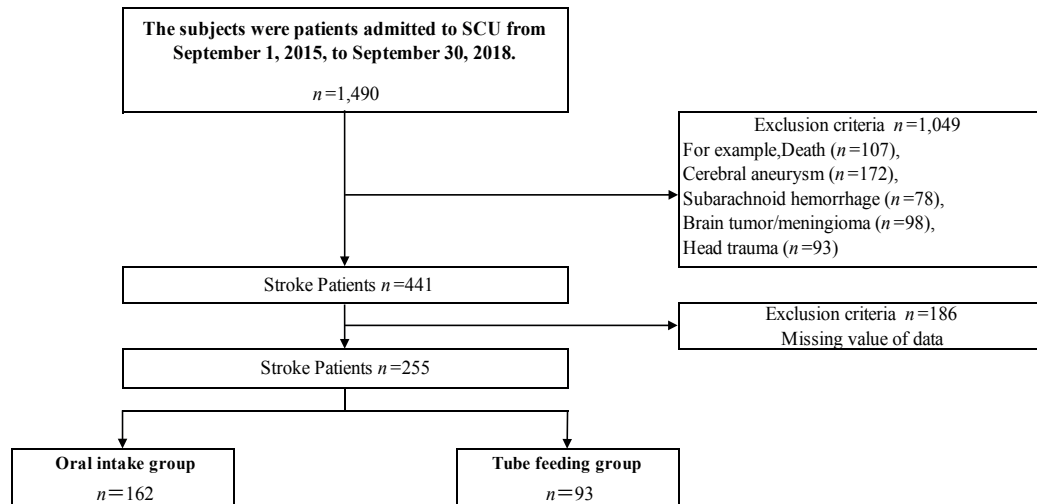 The subjects were patients admitted to SCU from
September 1, 2015, to September 30, 2018.
n=1,490
Exclusion criteria n=1,049
For example,Death (n=107),
Cerebral aneurysm (n=172),
Subarachnoid hemorrhage (n=78),
Brain tumor/meningioma (n=98),
Head trauma (n=93)
Stroke Patients n=441
Exclusion criteria n=186
Missing value of data
Stroke Patients n=255
Oral intake group
n=162
Tube feeding group
n=93